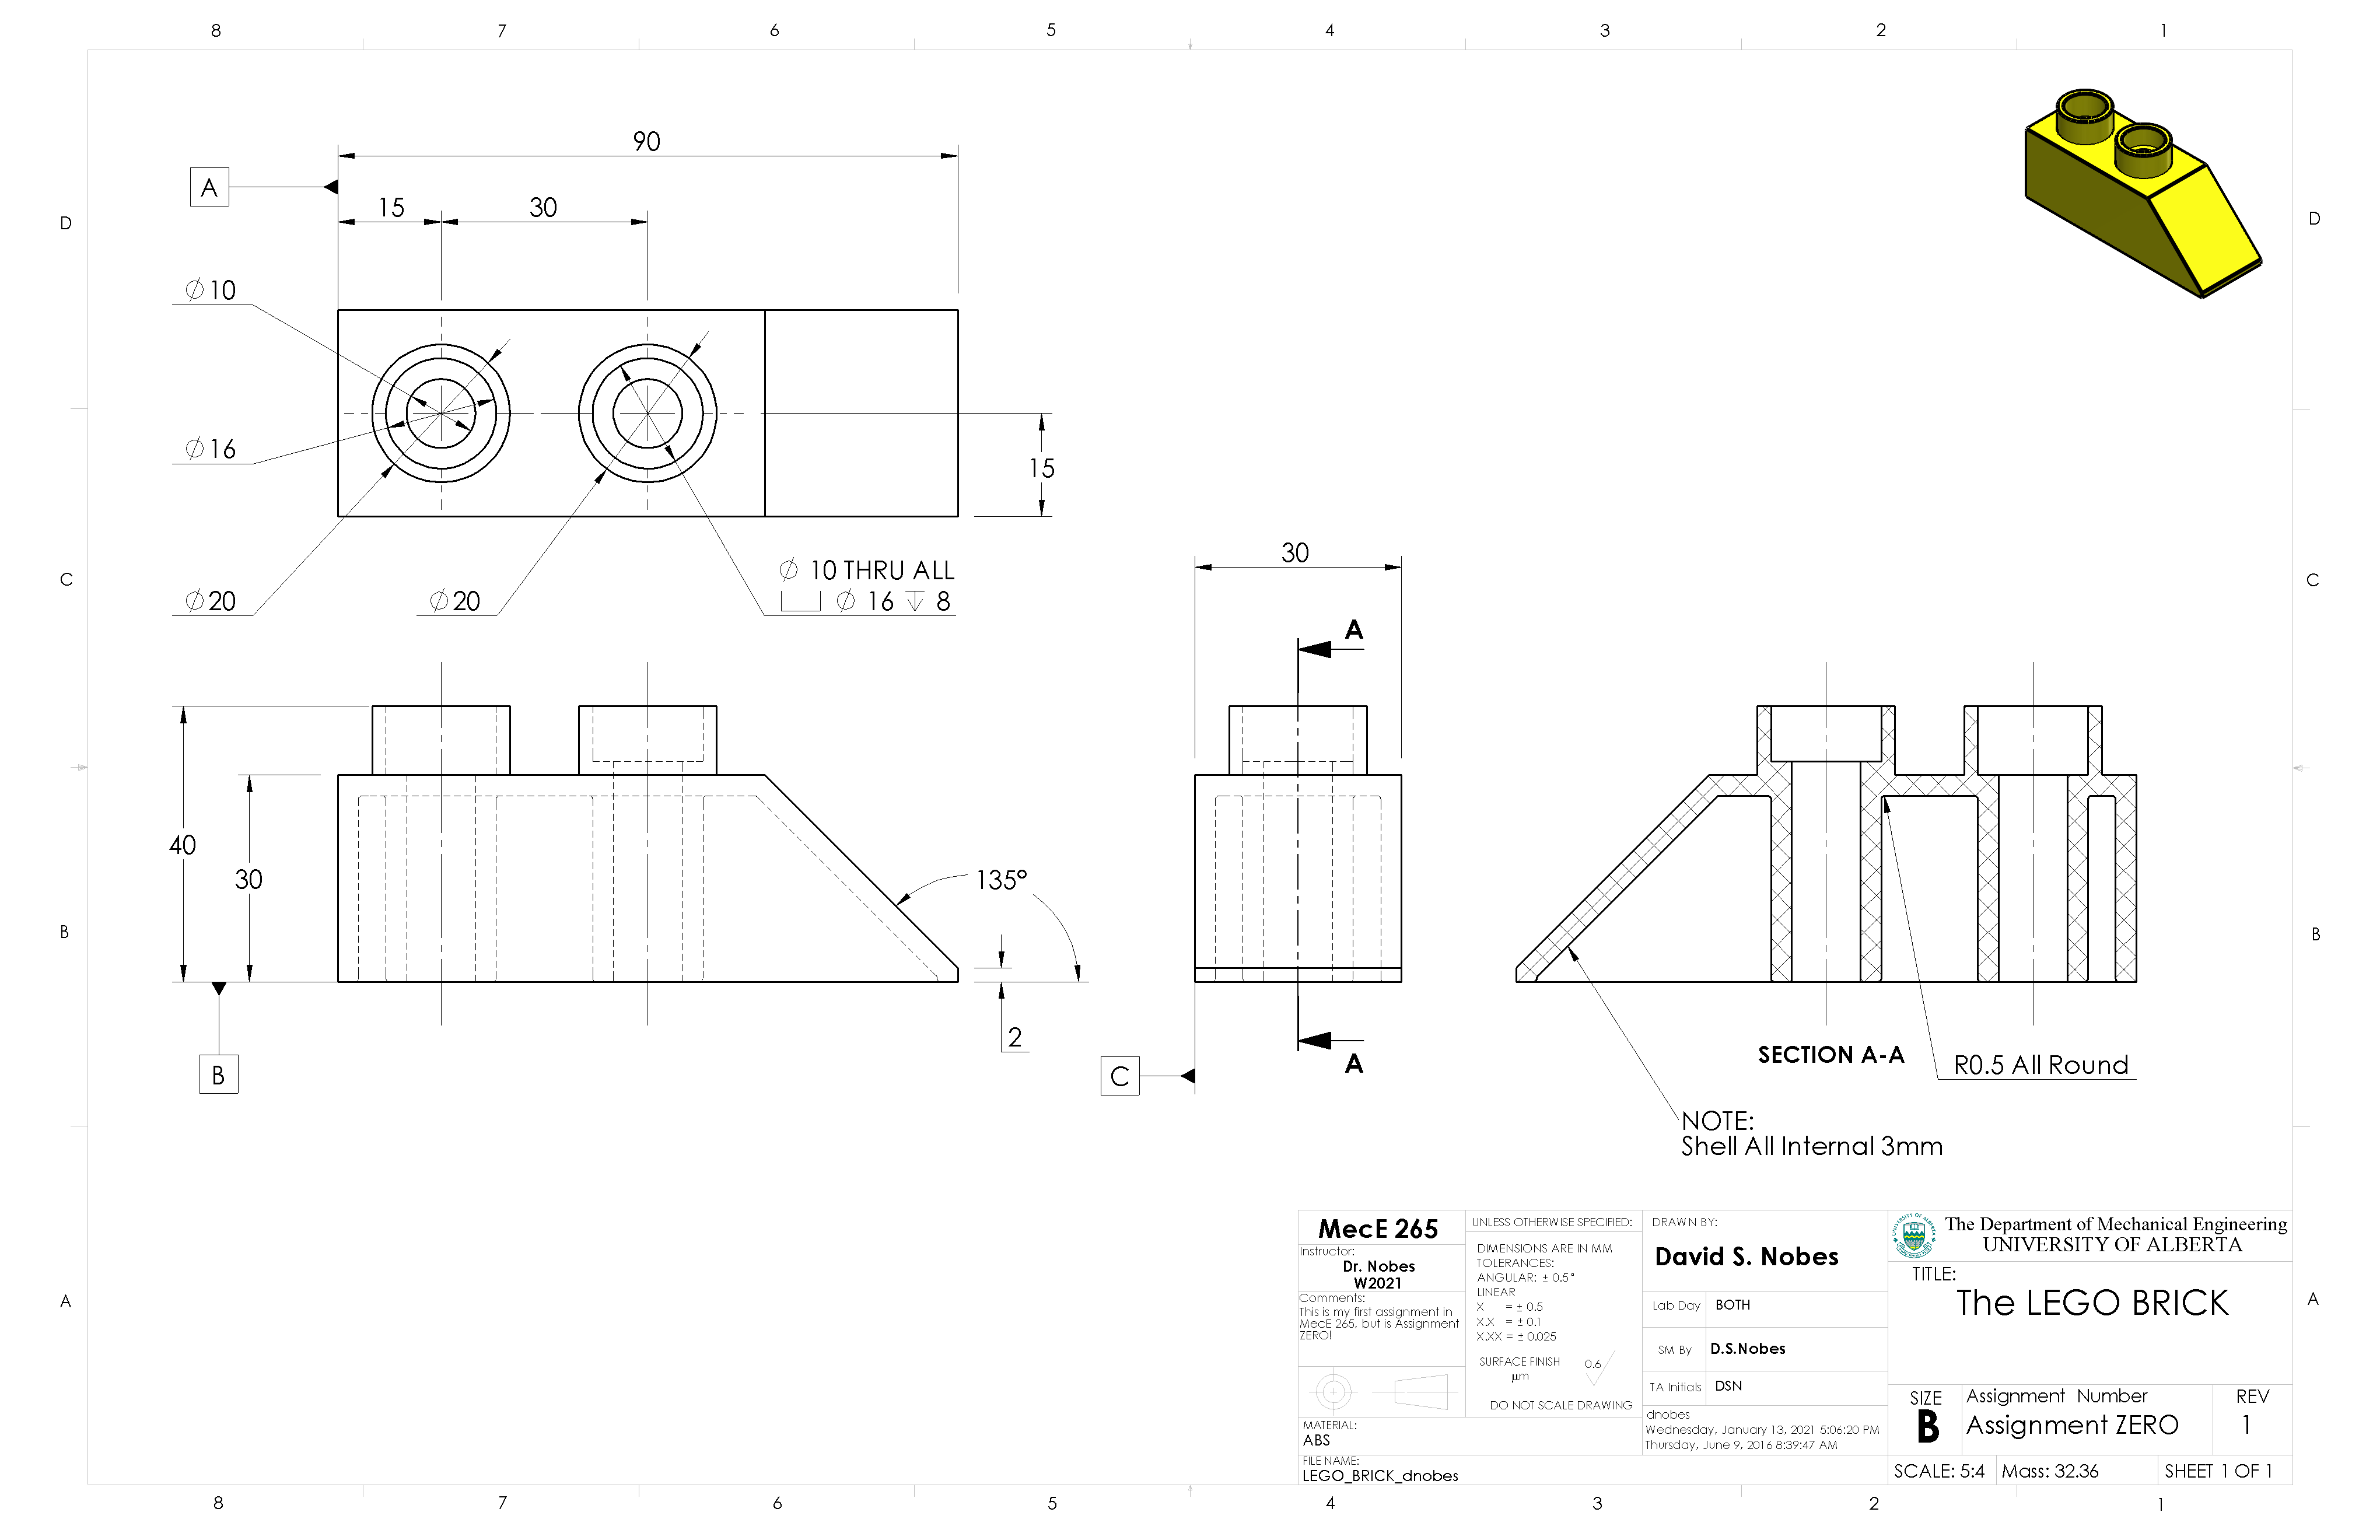 8 7 6 5 4 3 2 1
D D
C C
B B
A A
90
A
15 30
⌀10
⌀16
15
⌀ 10 THRU ALL
⌴ ⌀ 16 ↧ 8
⌀20 ⌀20
30
A
40
30
135°
2
B
C
A
SECTION A-A
R0.5 All Round
NOTE:
Shell All Internal 3mm
MecE 265
Instructor:
Dr. Nobes
W2021
Comments:
This is my first assignment in
MecE 265, but is Assignment
ZERO!
MATERIAL:
ABS
FILE NAME:
LEGO_BRICK_dnobes
UNLESS OTHERWISE SPECIFIED:
DIMENSIONS ARE IN MM
TOLERANCES:
ANGULAR: ± 0.5°
LINEAR
X = ± 0.5
X.X = ± 0.1
X.XX = ± 0.025
SURFACE FINISH 0.6
µm
DO NOT SCALE DRAWING
DRAWN BY:
David S. Nobes
Lab Day BOTH
SM By D.S.Nobes
TA Initials DSN
dnobes
Wednesday, January 13, 2021 5:06:20 PM
Thursday, June 9, 2016 8:39:47 AM
The Department of Mechanical Engineering
UNIVERSITY OF ALBERTA
TITLE:
The LEGO BRICK
SIZE
B
Assignment Number
Assignment ZERO
REV
1
SCALE: 5:4 Mass: 32.36 SHEET 1 OF 1
8 7 6 5 4 3 2 1